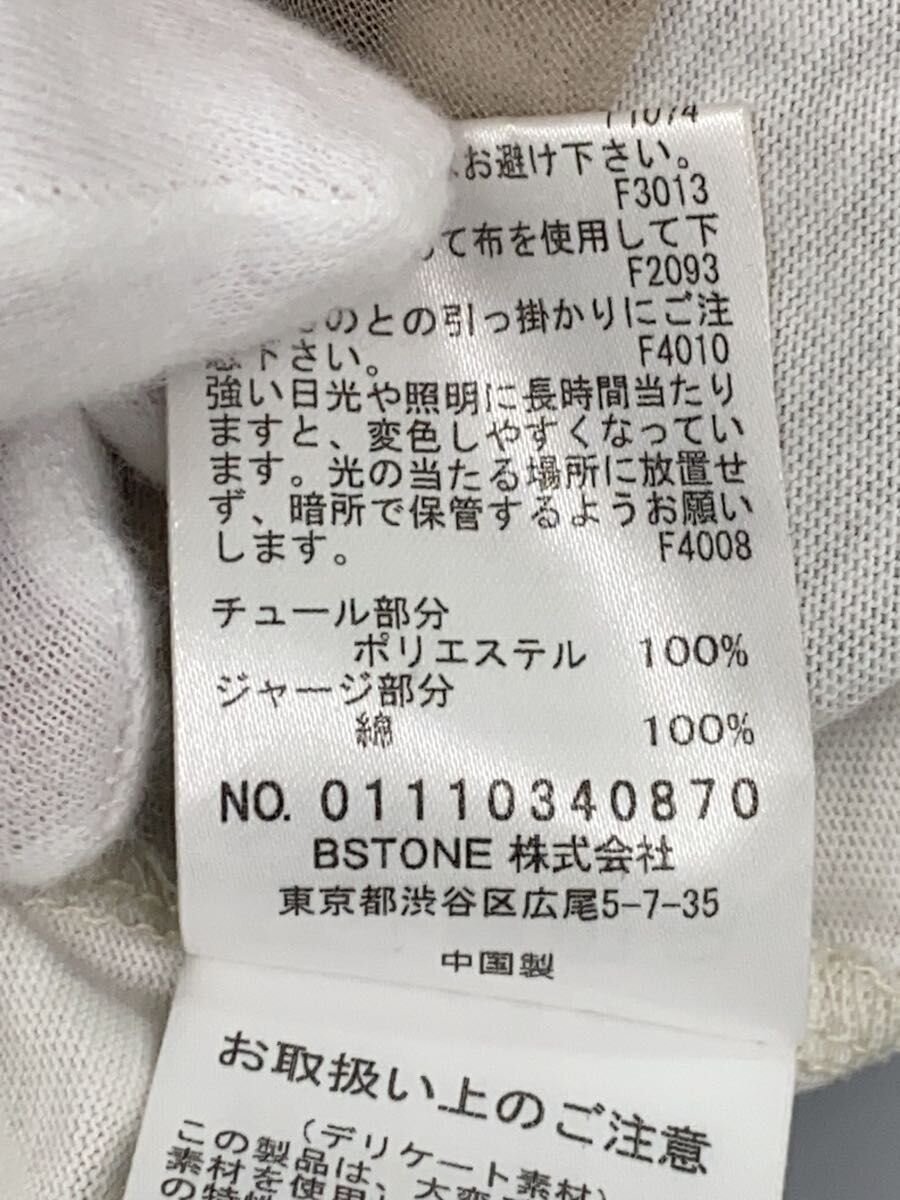 お避け下さい。
F3013
て布を使用して下
F2093
のとの引っ掛かりにご注
意下さい。 F4010
強い日光や照明に長時間当たり
ますと、変色しやすくなってい
ます。光の当たる場所に放置せ
ず、暗所で保管するようお願い
します。 F4008
チュール部分
ポリエステル 100%
ジャージ部分
綿 100%
NO. 01110340870
BSTONE 株式会社
東京都渋谷区広尾5-7-35
中国製
お取扱い上のご注意
(デリケート素材)
この製品は、大変
素材を使用
の特性